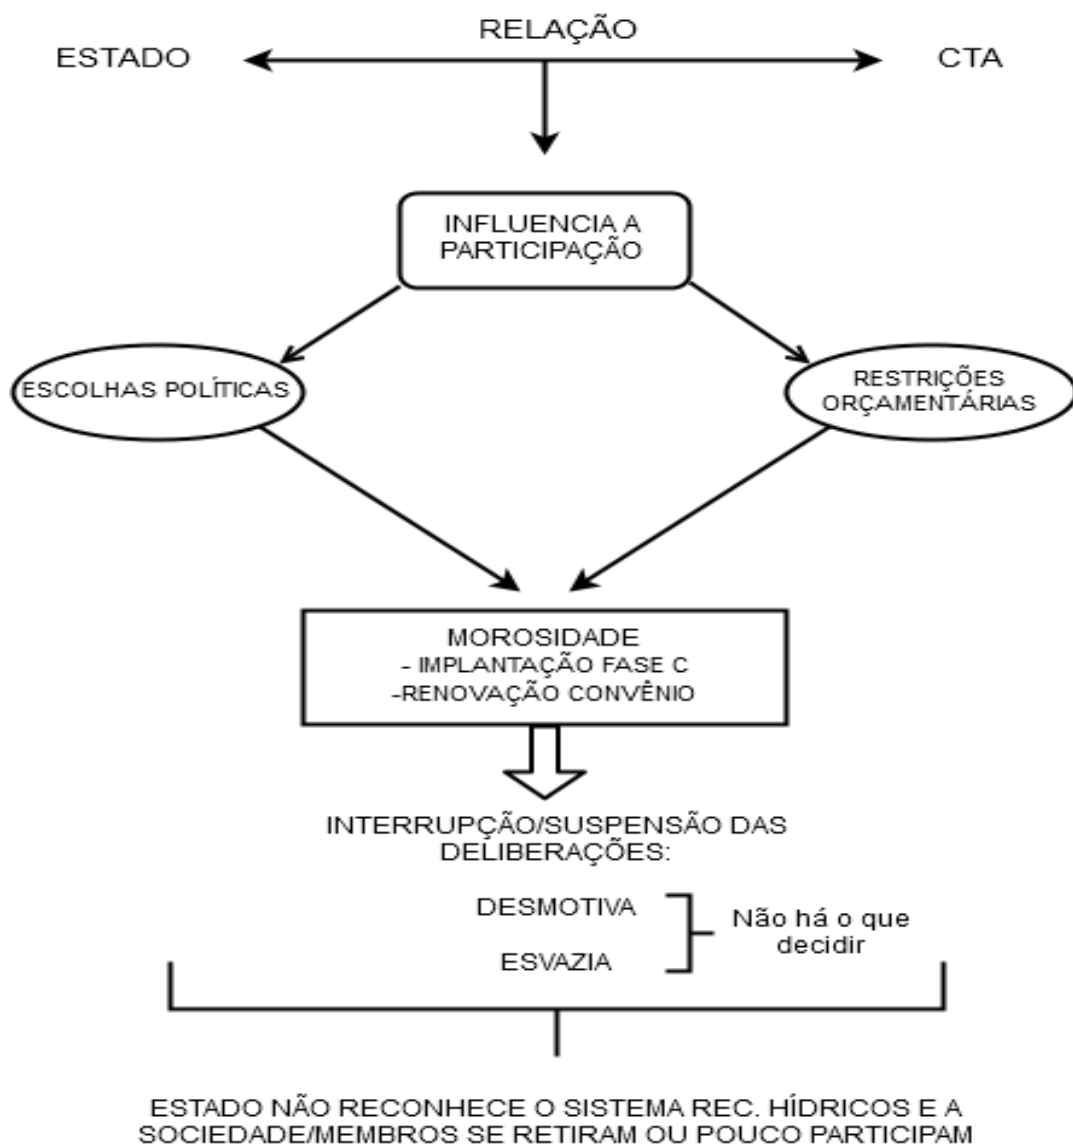 RELAÇÃO
ESTADO
CTA
INFLUENCIA A
PARTICIPAÇÃO
ESCOLHAS POLÍTICAS
RESTRIÇÕES
ORÇAMENTÁRIAS
MOROSIDADE
- IMPLANTAÇÃO FASE C
-RENOVAÇÃO CONVÊNIO
INTERRUPÇÃO/SUSPENSÃO DAS
DELIBERAÇÕES:
DESMOTIVA
ESVAZIA
Não há o que
decidir
ESTADO NÃO RECONHECE O SISTEMA REC. HÍDRICOS E A
SOCIEDADE/MEMBROS SE RETIRAM OU POUCO PARTICIPAM